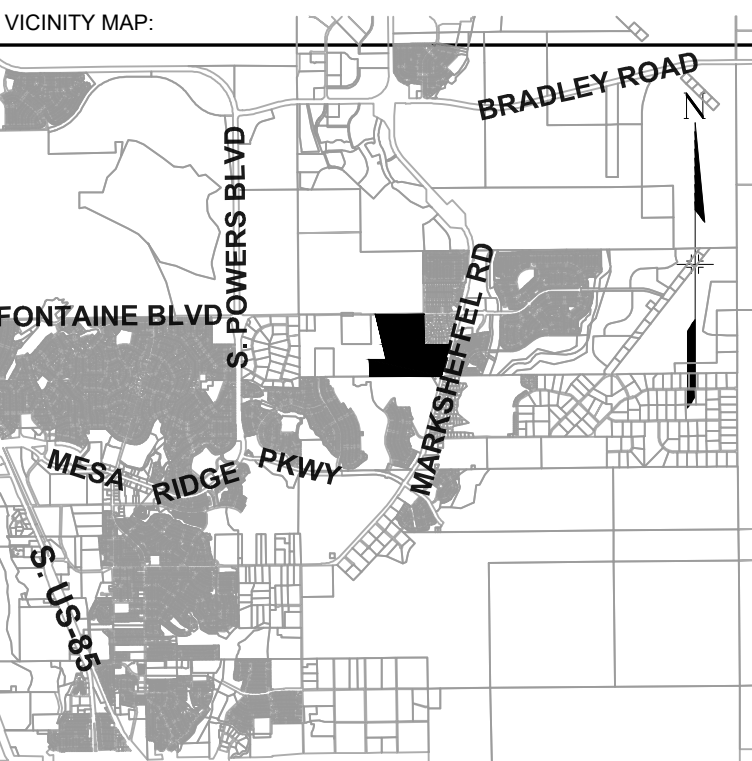 VICINITY MAP:
BRADLEY ROAD
N
S. POWERS BLVD
FONTAINE BLVD
MARKSHEFFEL RD
MESA RIDGE PKWY
S. US-85